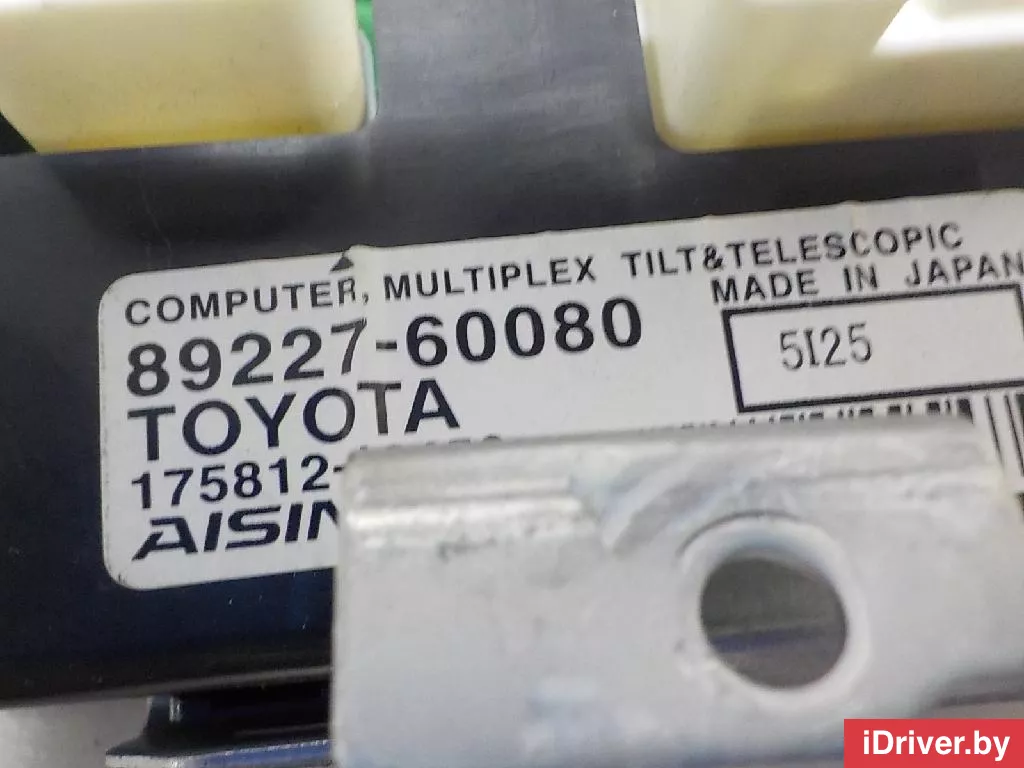 COMPUTER, MULTIPLEX TILT&TELESCOPIC
89227-60080
MADE IN JAPAN
5I25
TOYOTA
175812-
AISIN
iDriver.by